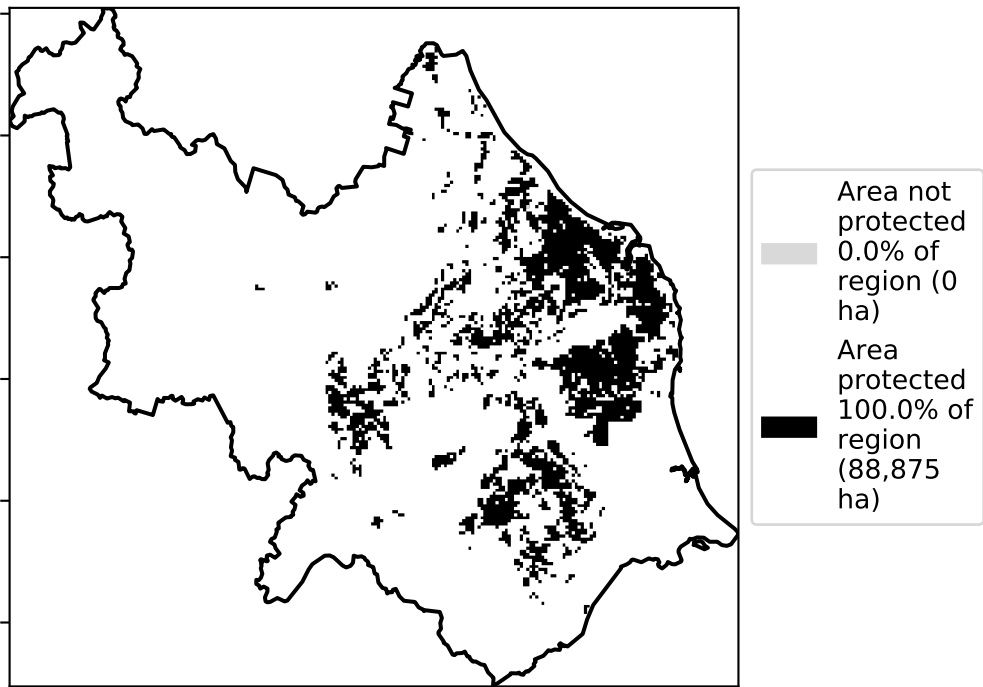 Area not
protected
0.0% of
region (0
ha)
Area
protected
100.0% of
region
(88,875
ha)